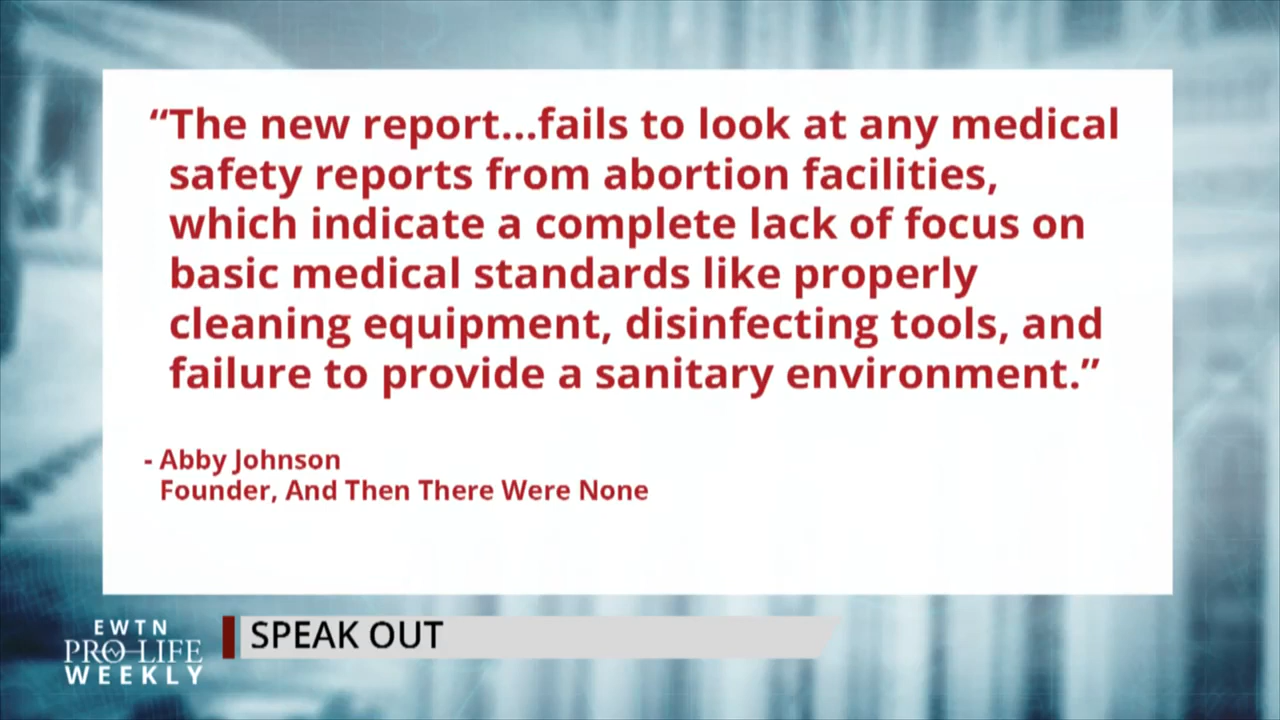 “The new report...fails to look at any medical
safety reports from abortion facilities,
which indicate a complete lack of focus on
basic medical standards like properly
cleaning equipment, disinfecting tools, and
failure to provide a sanitary environment.”
- Abby Johnson
Founder, And Then There Were None
SPEAK OUT
EWTN
PRO-LIFE
WEEKLY